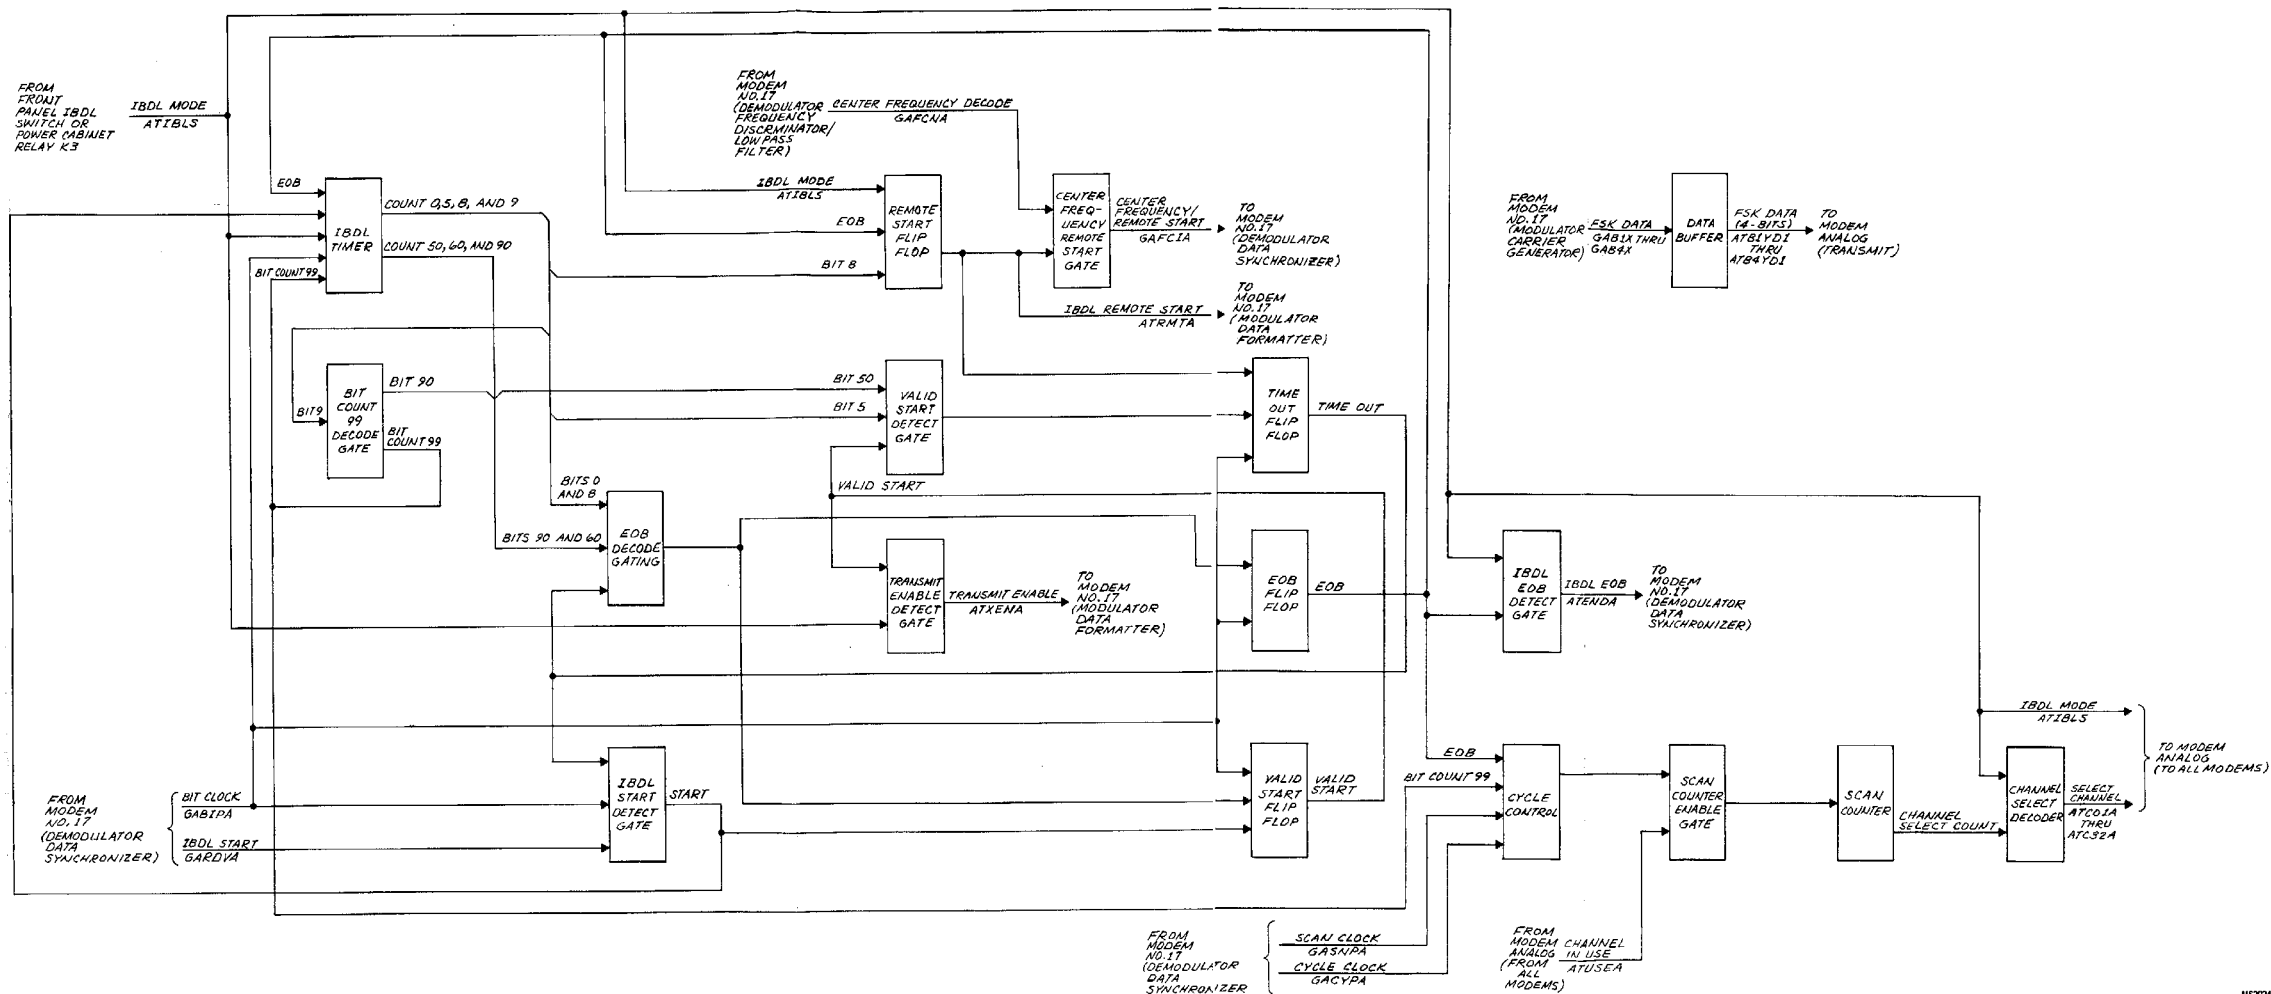 FROM
FRONT
PANEL IBDL
SWITCH OR
POWER CABINET
RELAY K3
IBDL MODE
ATIBLS
FROM
MODEM
NO.17
(DEMODULATOR
FREQUENCY
DISCRMINATOR/
LOW PASS
FILTER)
CENTER FREQUENCY DECODE
GAFCNA
EOB
IBDL
TIMER
COUNT 0,5,8, AND 9
COUNT 50,60, AND 90
BIT COUNT 99
IBDL MODE
ATIBLS
EOB
BIT 8
REMOTE
START
FLIP
FLOP
CENTER
FREQ-
UENCY
REMOTE
START
GATE
CENTER
FREQUENCY/
REMOTE START
GAFCIA
TO
MODEM
NO.17
(DEMODULATOR
DATA
SYNCHRONIZER)
IBDL REMOTE START
ATRMTA
TO
MODEM
NO.17
(MODULATOR
DATA
FORMATTER)
FROM
MODEM
NO.17
(MODULATOR
CARRIER
GENERATOR)
FSK DATA
GAB1X THRU
GAB4X
DATA
BUFFER
FSK DATA
(4-BITS)
ATB1YD1
THRU
ATB4YD1
TO
MODEM
ANALOG
(TRANSMIT)
BIT9
BIT
COUNT
99
DECODE
GATE
BIT 90
BIT
COUNT 99
BIT 50
BIT 5
VALID
START
DETECT
GATE
TIME
OUT
FLIP
FLOP
TIME OUT
VALID START
BITS 0
AND 8
BITS 90 AND 60
EOB
DECODE
GATING
TRANSMIT
ENABLE
DETECT
GATE
TRANSMIT ENABLE
ATXENA
TO
MODEM
NO.17
(MODULATOR
DATA
FORMATTER)
EOB
FLIP
FLOP
EOB
IBDL
EOB
DETECT
GATE
IBDL EOB
ATENDA
TO
MODEM
NO.17
(DEMODULATOR
DATA
SYNCHRONIZER)
FROM
MODEM
NO.17
(DEMODULATOR
DATA
SYNCHRONIZER)
BIT CLOCK
GABIPA
IBDL START
GARDVA
IBDL
START
DETECT
GATE
START
VALID
START
FLIP
FLOP
VALID
START
EOB
BIT COUNT 99
CYCLE
CONTROL
SCAN
COUNTER
ENABLE
GATE
SCAN
COUNTER
CHANNEL
SELECT COUNT
CHANNEL
SELECT
DECODER
IBDL MODE
ATIBLS
SELECT
CHANNEL
ATC01A
THRU
ATC32A
TO MODEM
ANALOG
(TO ALL MODEMS)
FROM
MODEM
NO.17
(DEMODULATOR
DATA
SYNCHRONIZER
SCAN CLOCK
GASNPA
CYCLE CLOCK
GACYPA
FROM
MODEM
ANALOG
(FROM
ALL
MODEMS)
CHANNEL
IN USE
ATUSEA